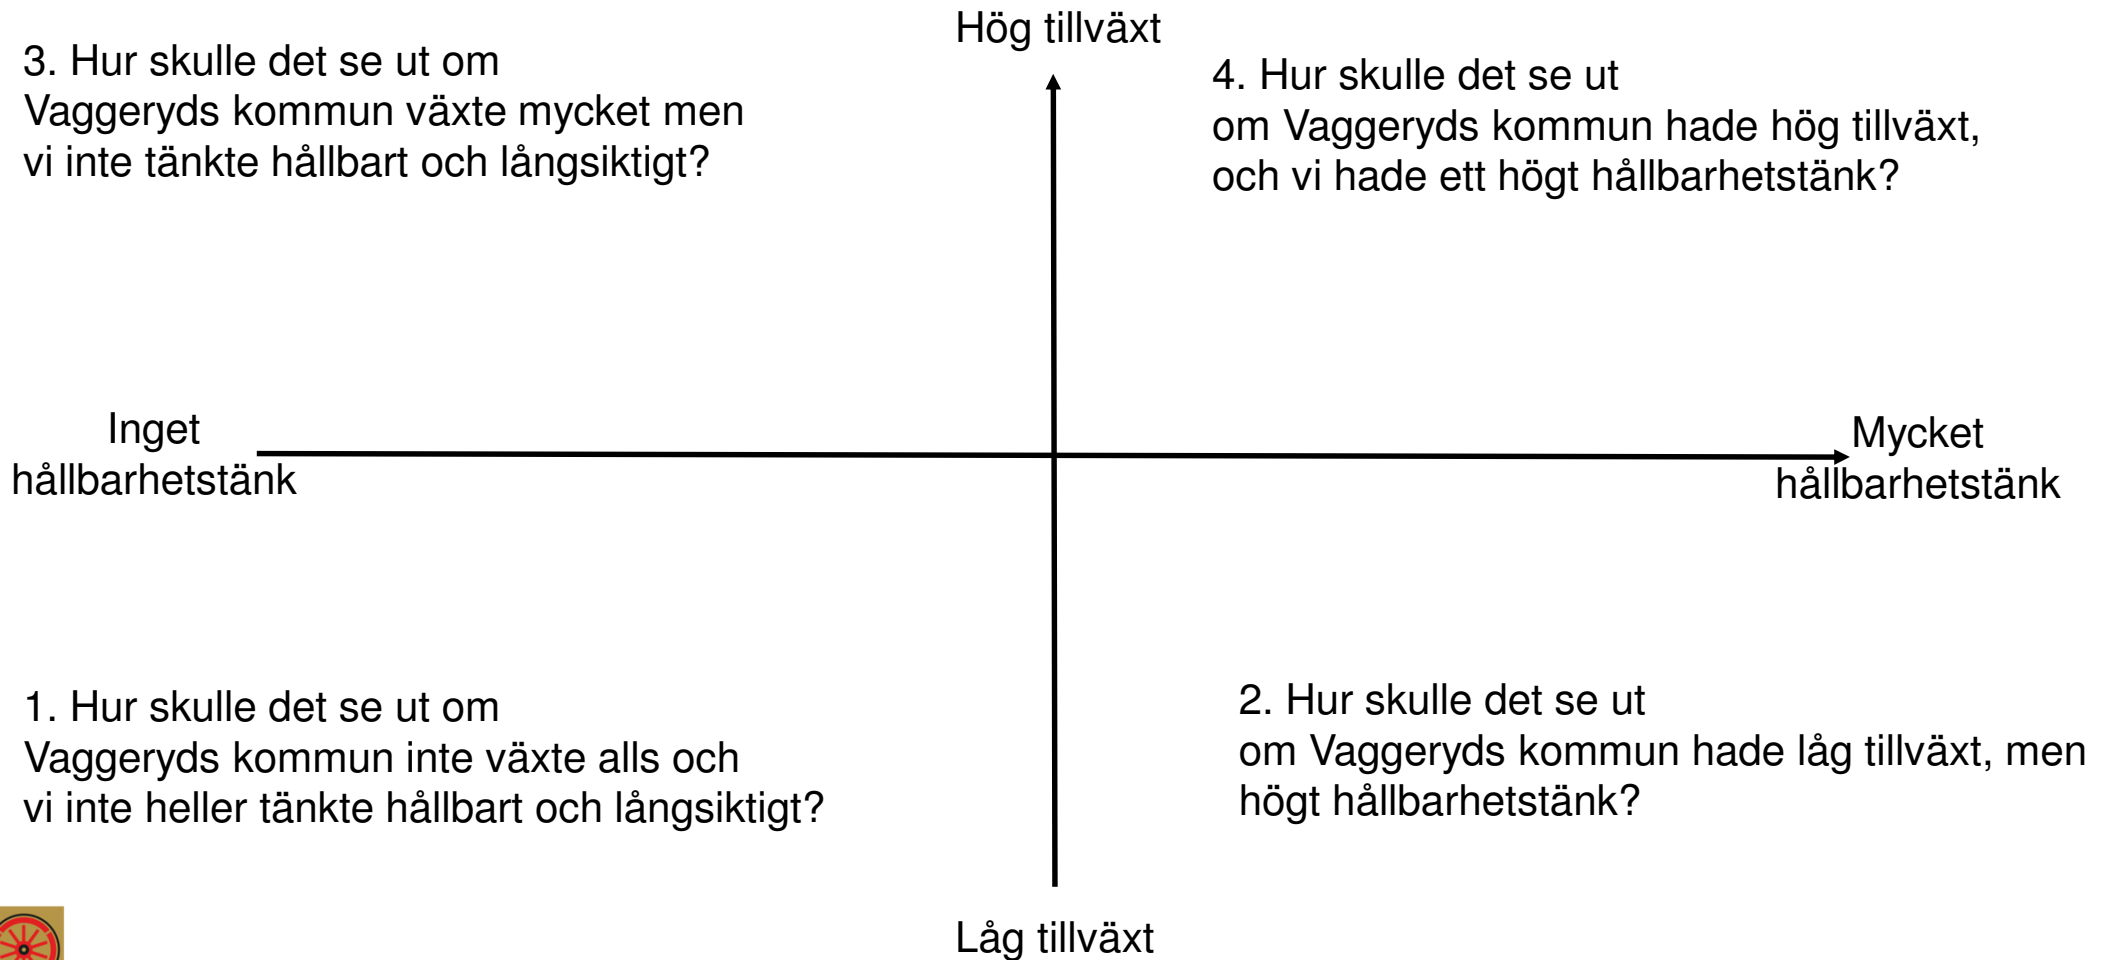 Hög tillväxt
3. Hur skulle det se ut om
Vaggeryds kommun växte mycket men
vi inte tänkte hållbart och långsiktigt?
4. Hur skulle det se ut
om Vaggeryds kommun hade hög tillväxt,
och vi hade ett högt hållbarhetstänk?
Inget
hållbarhetstänk
Mycket
hållbarhetstänk
1. Hur skulle det se ut om
Vaggeryds kommun inte växte alls och
vi inte heller tänkte hållbart och långsiktigt?
2. Hur skulle det se ut
om Vaggeryds kommun hade låg tillväxt, men
högt hållbarhetstänk?
Låg tillväxt